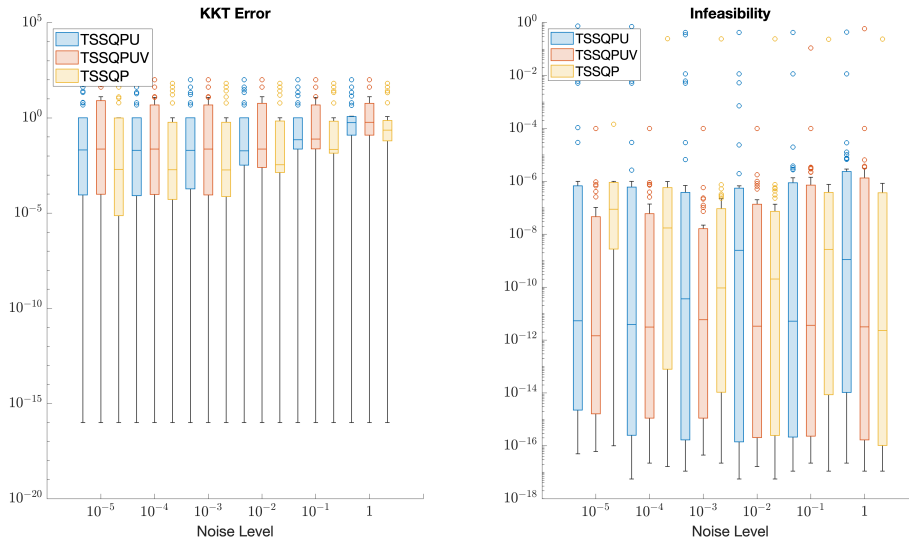 KKT Error
10^5
10^0
10^-5
10^-10
10^-15
10^-20
TSSQPU
TSSQPUV
TSSQP
10^-5 10^-4 10^-3 10^-2 10^-1 1
Noise Level
Infeasibility
10^0
10^-2
10^-4
10^-6
10^-8
10^-10
10^-12
10^-14
10^-16
10^-18
TSSQPU
TSSQPUV
TSSQP
10^-5 10^-4 10^-3 10^-2 10^-1 1
Noise Level